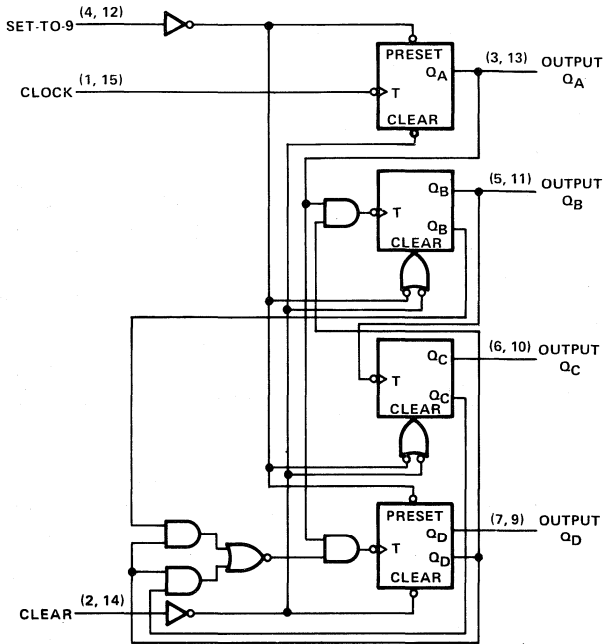 SET-TO-9 (4, 12)
PRESET
QA
(3, 13) OUTPUT QA
CLOCK (1, 15)
T
CLEAR
QB
(5, 11) OUTPUT QB
T
QB
CLEAR
QC
(6, 10) OUTPUT QC
T
QC
CLEAR
PRESET
QD
(7, 9) OUTPUT QD
T
QD
CLEAR
CLEAR (2, 14)